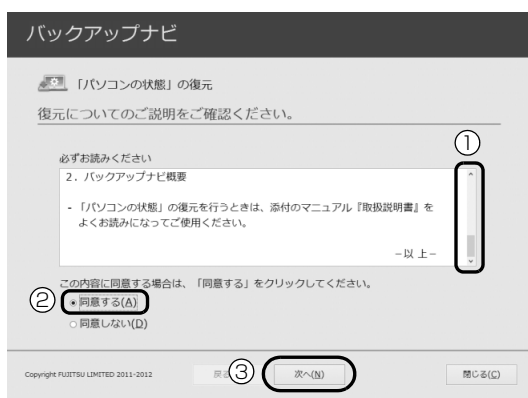 バックアップナビ
「パソコンの状態」の復元
復元についてのご説明をご確認ください。
①
必ずお読みください
2. バックアップナビ概要
- 「パソコンの状態」の復元を行うときは、添付のマニュアル『取扱説明書』を
よくお読みになってご使用ください。
-以 上-
この内容に同意する場合は、「同意する」をクリックしてください。
② 同意する(A)
同意しない(D)
Copyright FUJITSU LIMITED 2011-2012 戻 ③ 次へ(N) 閉じる(C)